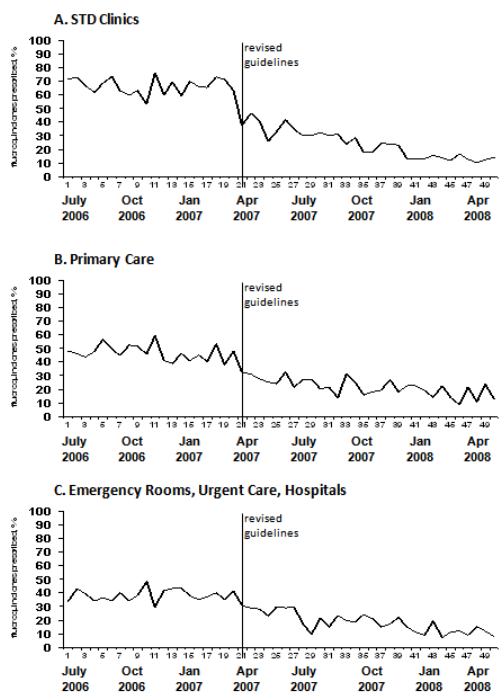 A. STD Clinics
fluoroquinolones prescribed, %
100
90
80
70
60
50
40
30
20
10
0
revised
guidelines
1 3 5 7 9 11 13 15 17 19 21 23 25 27 29 31 33 35 37 39 41 43 45 47 49
July Oct Jan Apr July Oct Jan Apr
2006 2006 2007 2007 2007 2007 2008 2008
B. Primary Care
fluoroquinolones prescribed, %
100
90
80
70
60
50
40
30
20
10
0
revised
guidelines
1 3 5 7 9 11 13 15 17 19 21 23 25 27 29 31 33 35 37 39 41 43 45 47 49
July Oct Jan Apr July Oct Jan Apr
2006 2006 2007 2007 2007 2007 2008 2008
C. Emergency Rooms, Urgent Care, Hospitals
fluoroquinolones prescribed, %
100
90
80
70
60
50
40
30
20
10
0
revised
guidelines
1 3 5 7 9 11 13 15 17 19 21 23 25 27 29 31 33 35 37 39 41 43 45 47 49
July Oct Jan Apr July Oct Jan Apr
2006 2006 2007 2007 2007 2007 2008 2008